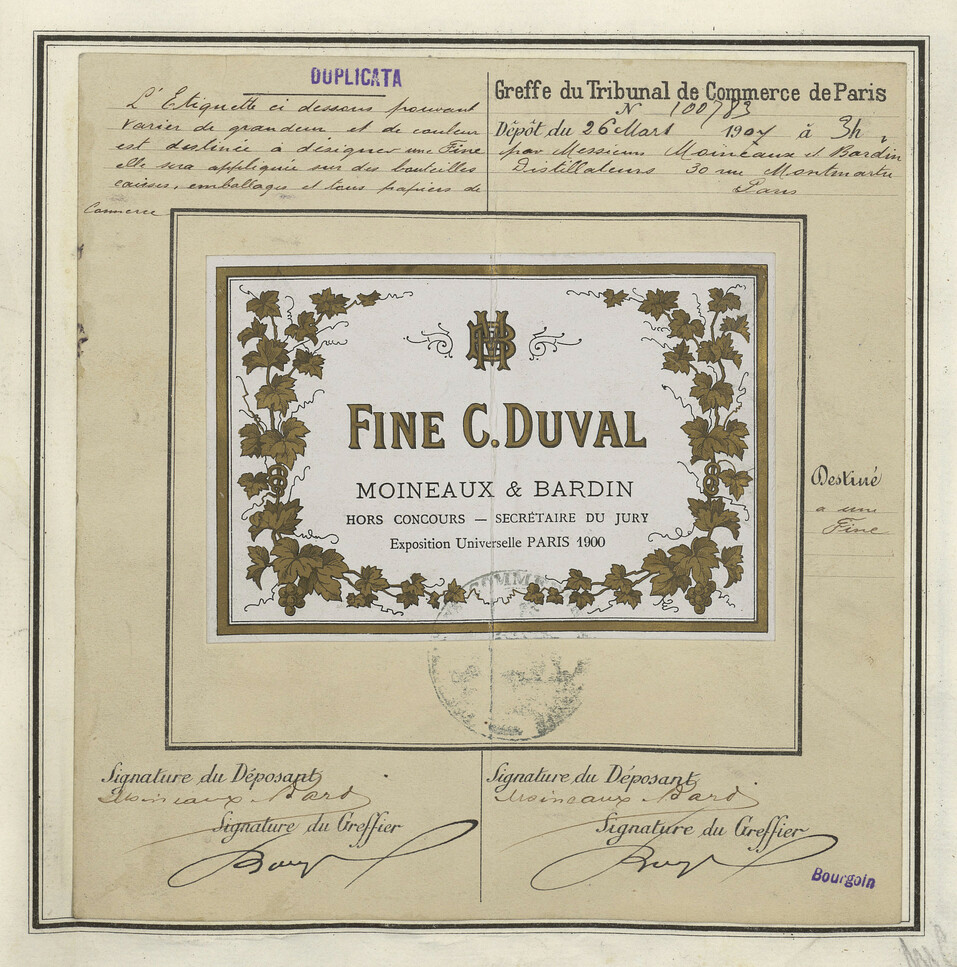 DUPLICATA
L'Etiquette ci dessous pouvant
varier de grandeur et de couleur
est destinée à désigner une Fine
elle sera appliquée sur des bouteilles
caisses, emballages et tous papiers de
Commerce
Greffe du Tribunal de Commerce de Paris
N 100783
Dépôt du 26 Mars 1907 à 3h,
par Messieurs Moineaux et Bardin
Distillateurs 30 rue Montmartre
Paris
MB
FINE C. DUVAL
MOINEAUX & BARDIN
HORS CONCOURS — SECRÉTAIRE DU JURY
Exposition Universelle PARIS 1900
Destiné
a une
Fine
COMME
Signature du Déposant
Moineaux Bard
Signature du Greffier
Signature du Déposant
Moineaux Bard
Signature du Greffier
Bourgoin